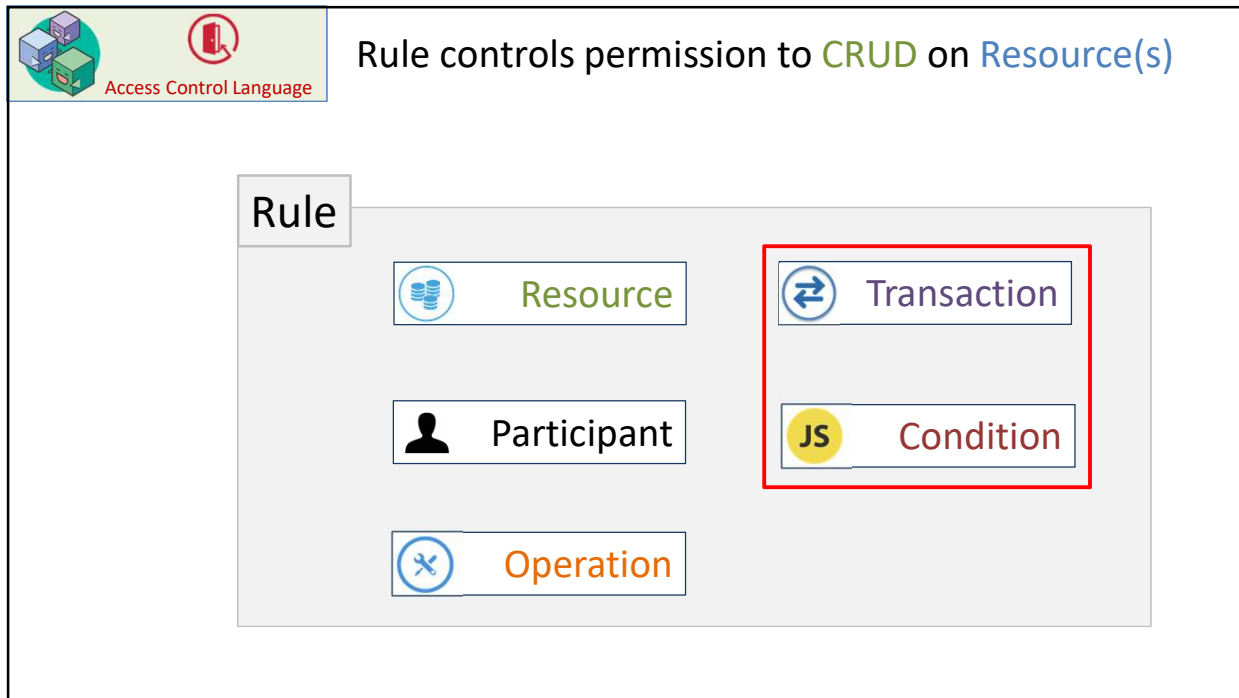 Access Control Language
Rule controls permission to CRUD on Resource(s)
Rule
Resource
Transaction
Participant
JS
Condition
Operation